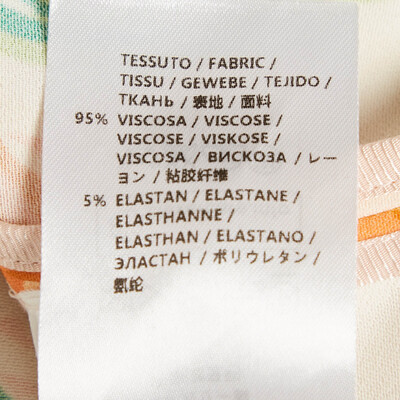 TESSUTO / FABRIC /
TISSU / GEWEBE / TEJIDO /
ТКАНЬ / 表地 / 面料
95% VISCOSA / VISCOSE /
VISCOSE / VISKOSE /
VISCOSA / ВИСКОЗА / レー
ヨン / 粘胶纤维
5% ELASTAN / ELASTANE /
ELASTHANNE /
ELASTHAN / ELASTANO /
ЭЛАСТАН / ポリウレタン /
氨纶